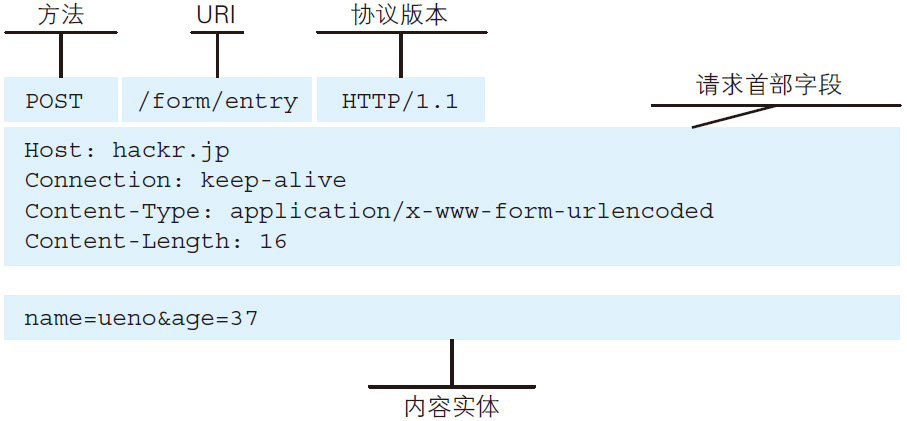 方法 URI 协议版本
请求首部字段
POST /form/entry HTTP/1.1
Host: hackr.jp
Connection: keep-alive
Content-Type: application/x-www-form-urlencoded
Content-Length: 16
name=ueno&age=37
内容实体